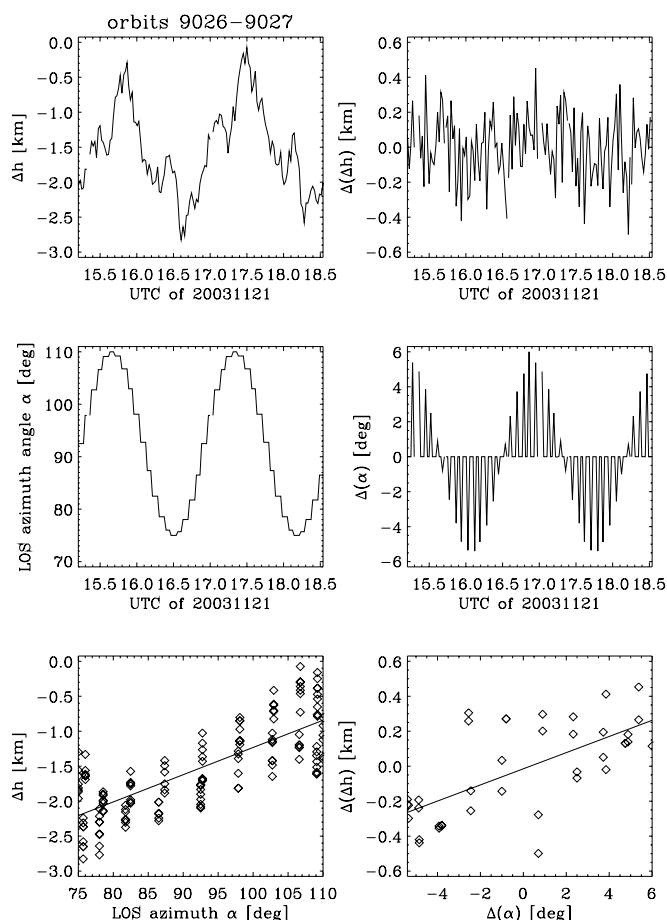 orbits 9026−9027
0.0
−0.5
−1.0
−1.5
−2.0
−2.5
−3.0
Δh [km]
15.5 16.0 16.5 17.0 17.5 18.0 18.5
UTC of 20031121
0.6
0.4
0.2
0.0
−0.2
−0.4
−0.6
Δ(Δh) [km]
15.5 16.0 16.5 17.0 17.5 18.0 18.5
UTC of 20031121
110
100
90
80
70
LOS azimuth angle α [deg]
15.5 16.0 16.5 17.0 17.5 18.0 18.5
UTC of 20031121
6
4
2
0
−2
−4
−6
Δ(α) [deg]
15.5 16.0 16.5 17.0 17.5 18.0 18.5
UTC of 20031121
0.0
−0.5
−1.0
−1.5
−2.0
−2.5
−3.0
Δh [km]
75 80 85 90 95 100 105 110
LOS azimuth α [deg]
0.6
0.4
0.2
0.0
−0.2
−0.4
−0.6
Δ(Δh) [km]
−4 −2 0 2 4 6
Δ(α) [deg]